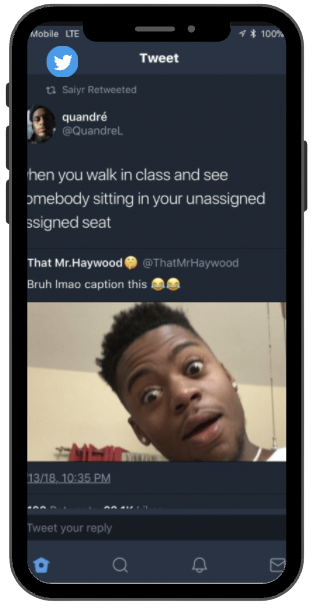 Mobile LTE 100%
Tweet
Saiyr Retweeted
quandré
@QuandreL
hen you walk in class and see
omebody sitting in your unassigned
ssigned seat
That Mr.Haywood🤔 @ThatMrHaywood
Bruh lmao caption this 😂😂
13/18, 10:35 PM
Tweet your reply